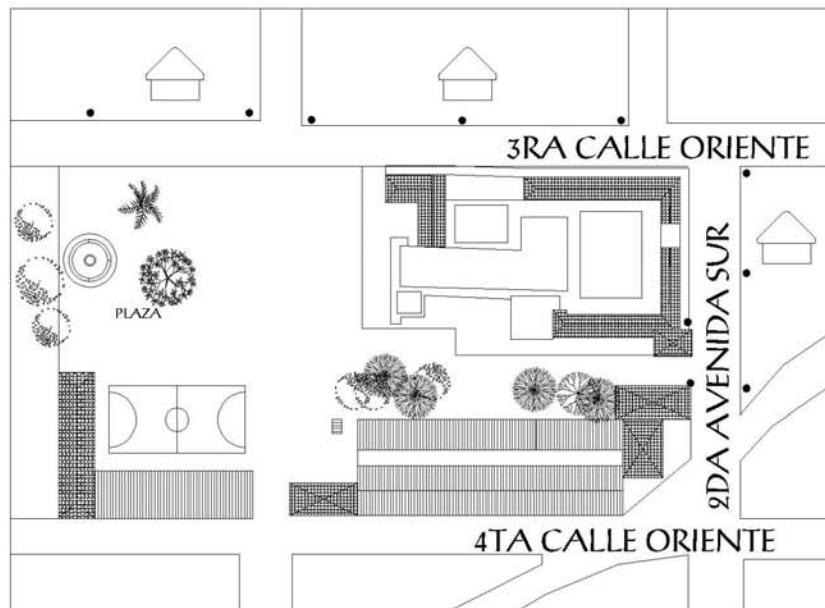 3RA CALLE ORIENTE
2DA AVENIDA SUR
PLAZA
4TA CALLE ORIENTE